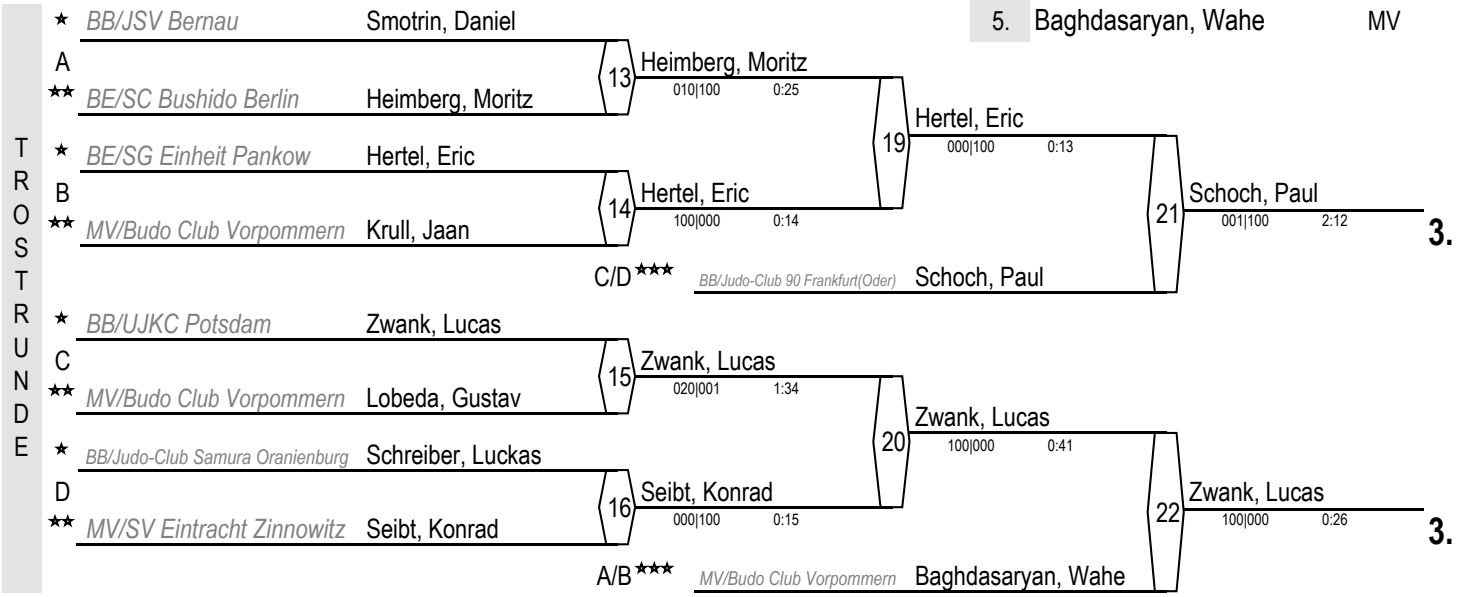 TROSTRUNDE
BB/JSV Bernau Smotrin, Daniel
5. Baghdasaryan, Wahe MV
A
13 Heimberg, Moritz
010|100 0:25
BE/SC Bushido Berlin Heimberg, Moritz
19 Hertel, Eric
000|100 0:13
BE/SG Einheit Pankow Hertel, Eric
B
14 Hertel, Eric
100|000 0:14
21 Schoch, Paul
001|100 2:12
3.
MV/Budo Club Vorpommern Krull, Jaan
C/D BB/Judo-Club 90 Frankfurt(Oder) Schoch, Paul
BB/UJKC Potsdam Zwank, Lucas
C
15 Zwank, Lucas
020|001 1:34
MV/Budo Club Vorpommern Lobeda, Gustav
20 Zwank, Lucas
100|000 0:41
BB/Judo-Club Samura Oranienburg Schreiber, Luckas
D
16 Seibt, Konrad
000|100 0:15
22 Zwank, Lucas
100|000 0:26
3.
MV/SV Eintracht Zinnowitz Seibt, Konrad
A/B MV/Budo Club Vorpommern Baghdasaryan, Wahe